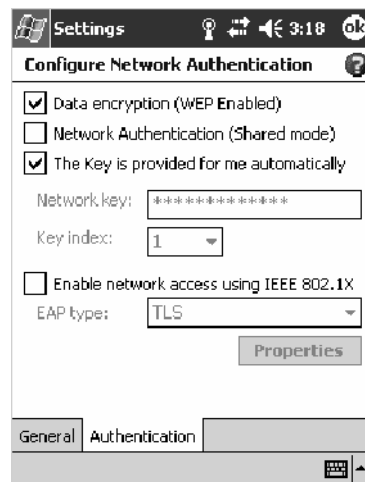 Settings 3:18 ok
Configure Network Authentication ?
Data encryption (WEP Enabled)
Network Authentication (Shared mode)
The Key is provided for me automatically
Network key: *************
Key index: 1
Enable network access using IEEE 802.1X
EAP type: TLS
Properties
General Authentication